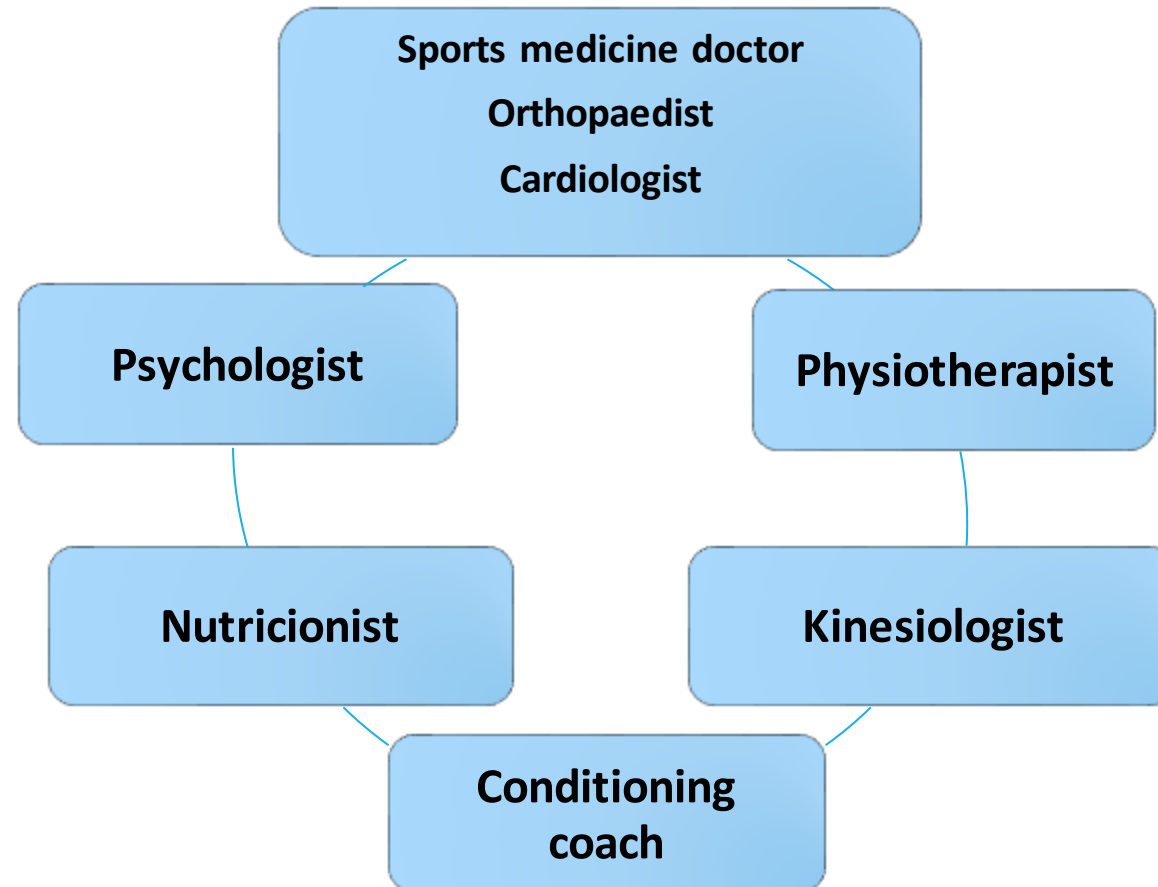 Sports medicine doctor
Orthopaedist
Cardiologist
Psychologist
Physiotherapist
Nutricionist
Kinesiologist
Conditioning
coach